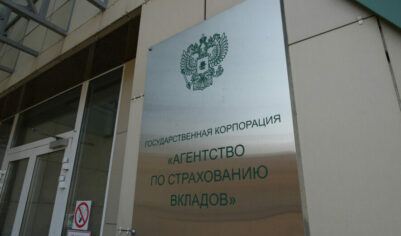 ГОСУДАРСТВЕННАЯ КОРПОРАЦИЯ
«АГЕНТСТВО
ПО СТРАХОВАНИЮ
ВКЛАДОВ»